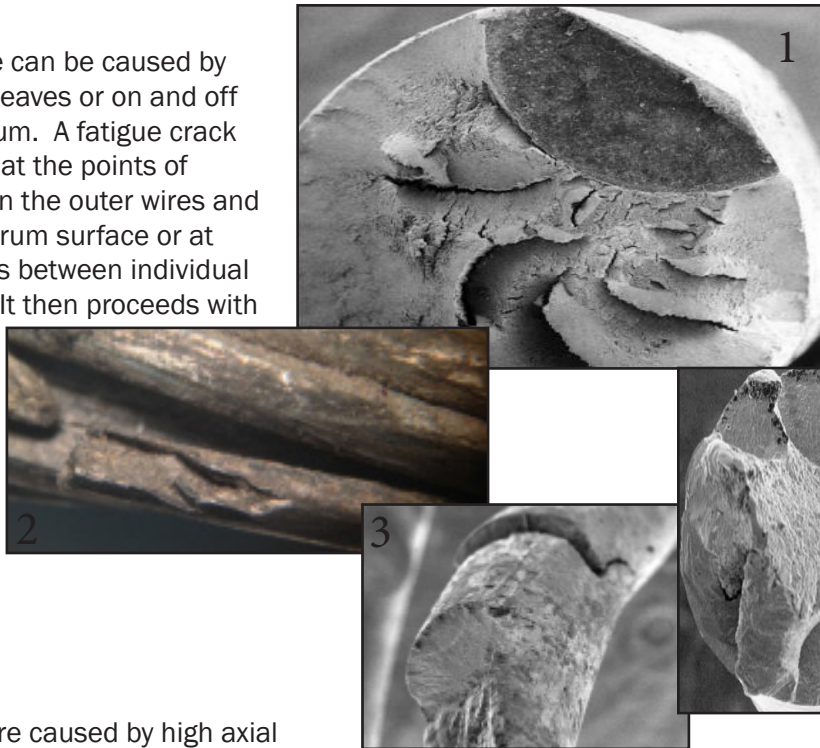 can be caused by
eaves or on and off
um. A fatigue crack
at the points of
n the outer wires and
rum surface or at
s between individual
It then proceeds with
1
2
3
re caused by high axial